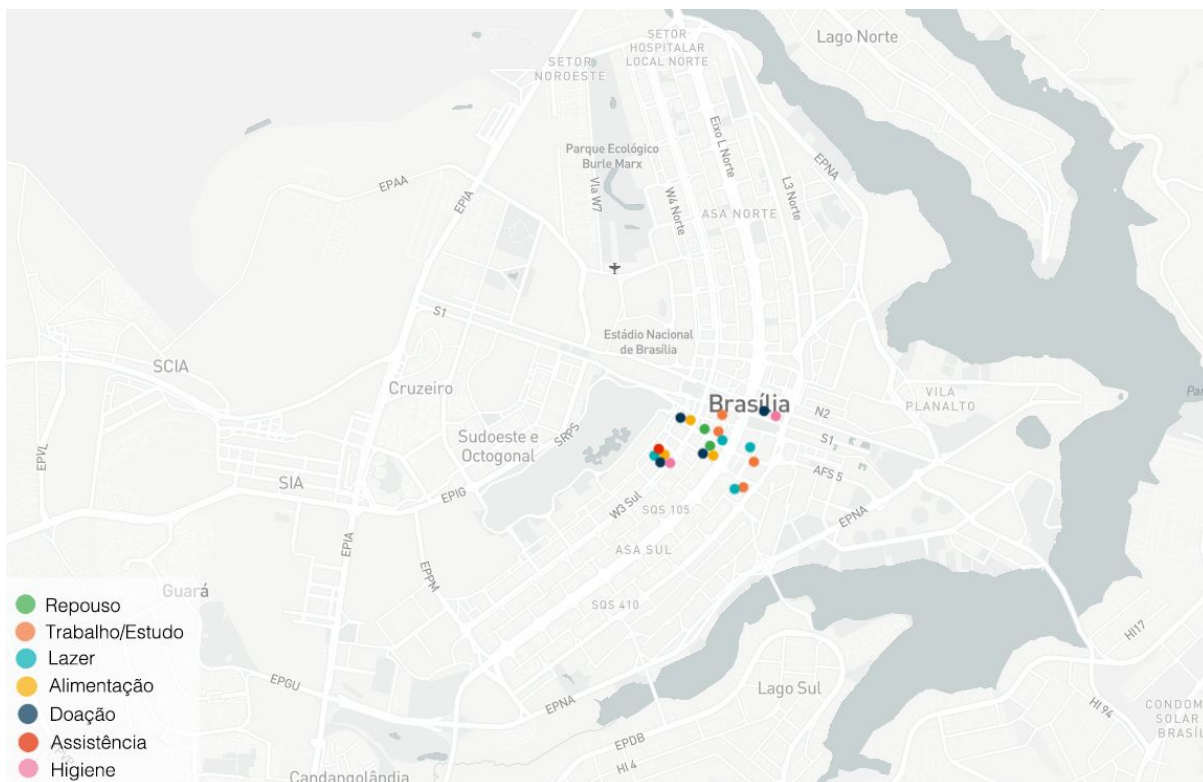 SETOR
HOSPITALAR
LOCAL NORTE
Lago Norte
SETOR
NOROESTE
Eixo L Norte
Parque Ecológico
Burle Marx
EPNA
EPAA
EPIA
Via W7
W4 Norte
L3 Norte
ASA NORTE
S1
Estádio Nacional
de Brasília
SCIA
Cruzeiro
Brasília
N2
VILA
PLANALTO
Sudoeste e
Octogonal
SRPS
S1
EPVL
SIA
EPIG
AFS 5
W3 Sul
SQS 105
EPNA
EPIA
ASA SUL
EPPM
Guará
SQS 410
HI17
EPGU
EPNA
Lago Sul
HI 94
CONDOM
SOLAR
BRASÍL
EPDB
HI 4
Candangolândia
Repouso
Trabalho/Estudo
Lazer
Alimentação
Doação
Assistência
Higiene